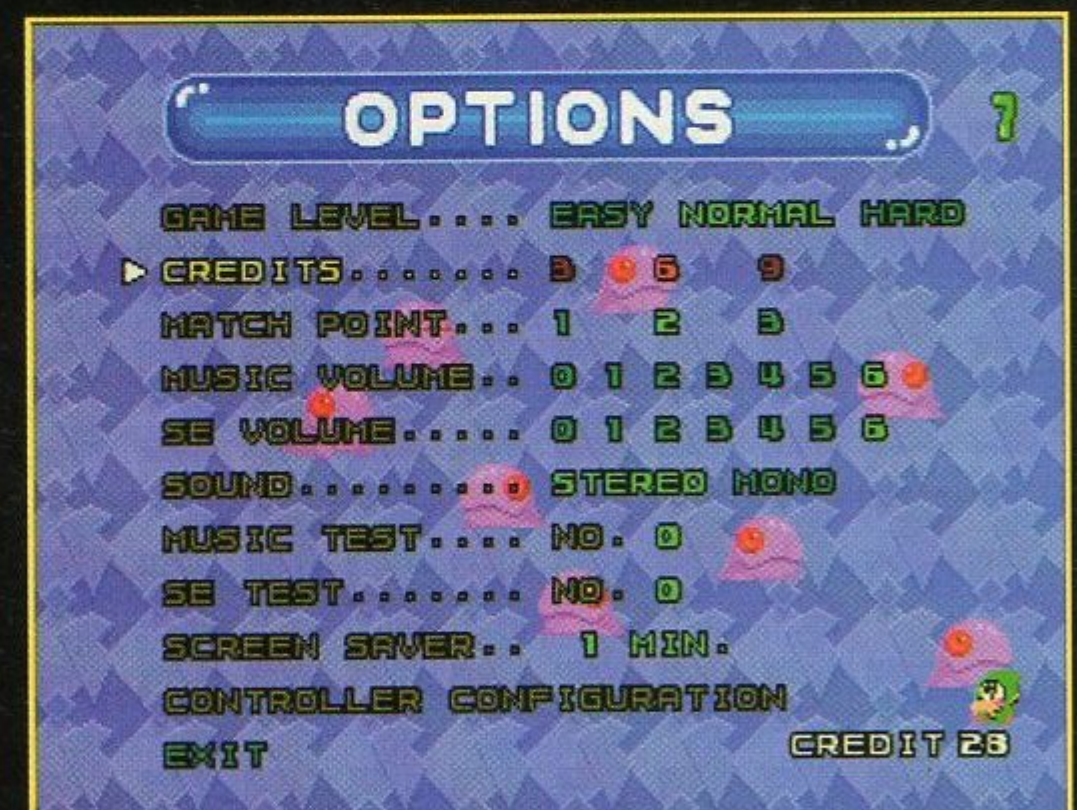 OPTIONS
7
GAME LEVEL.... EASY NORMAL HARD
CREDITS....... 3 6 9
MATCH POINT... 1 2 3
MUSIC VOLUME.. 0 1 2 3 4 5 6
SE VOLUME..... 0 1 2 3 4 5 6
SOUND......... STEREO MONO
MUSIC TEST.... NO. 0
SE TEST....... NO. 0
SCREEN SAVER.. 1 MIN.
CONTROLLER CONFIGURATION
EXIT
CREDIT 28